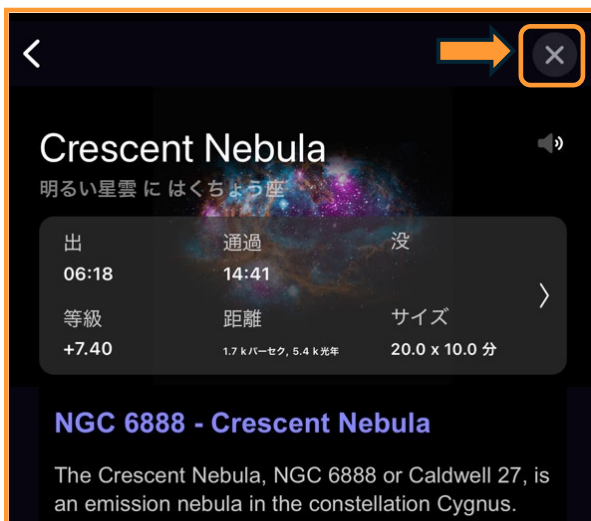 Crescent Nebula
明るい星雲 に はくちょう座
出 通過 没
06:18 14:41
等級 距離 サイズ
+7.40 1.7 kパーセク, 5.4 k光年 20.0 x 10.0 分
NGC 6888 - Crescent Nebula
The Crescent Nebula, NGC 6888 or Caldwell 27, is
an emission nebula in the constellation Cygnus.